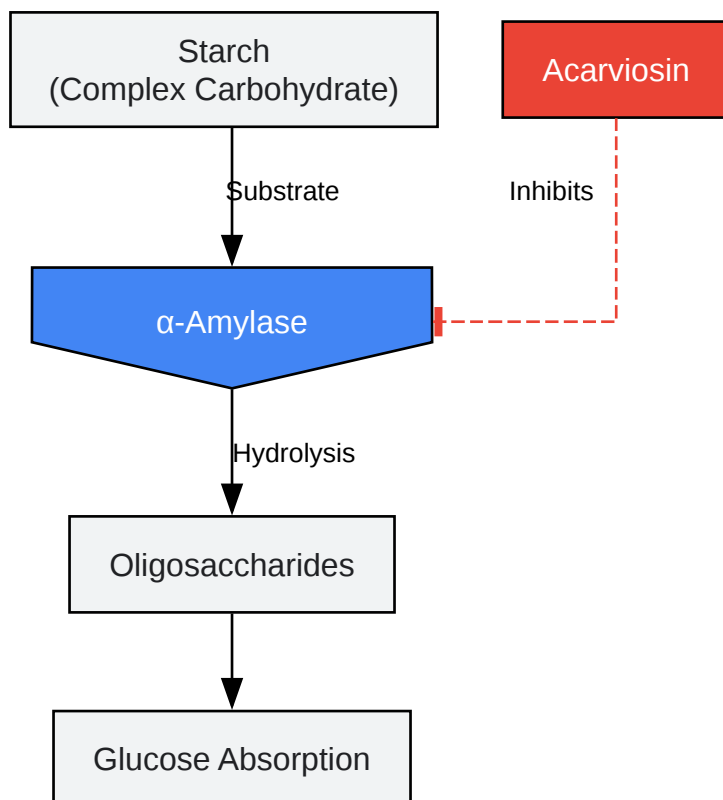 Starch
(Complex Carbohydrate)
Acarviosin
Substrate
Inhibits
α-Amylase
Hydrolysis
Oligosaccharides
Glucose Absorption